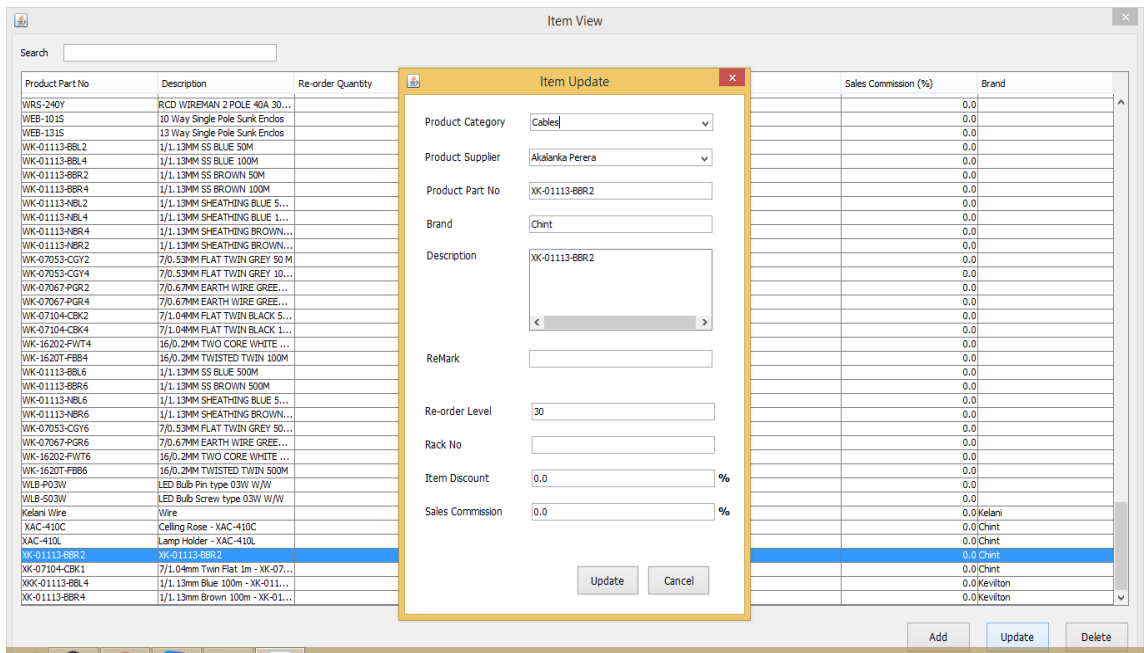 Item View
Search
Product Part No Description Re-order Quantity Sales Commission (%) Brand
WRS-240Y RCD WIREMAN 2 POLE 40A 30... 0.0
WEB-101S 10 Way Single Pole Sunk Enclos 0.0
WEB-131S 13 Way Single Pole Sunk Enclos 0.0
WK-01113-BBL2 1/1.13MM SS BLUE 50M 0.0
WK-01113-BBL4 1/1.13MM SS BLUE 100M 0.0
WK-01113-BBR2 1/1.13MM SS BROWN 50M 0.0
WK-01113-BBR4 1/1.13MM SS BROWN 100M 0.0
WK-01113-NBL2 1/1.13MM SHEATHING BLUE 5... 0.0
WK-01113-NBL4 1/1.13MM SHEATHING BLUE 1... 0.0
WK-01113-NBR4 1/1.13MM SHEATHING BROWN... 0.0
WK-01113-NBR2 1/1.13MM SHEATHING BROWN... 0.0
WK-07053-CGY2 7/0.53MM FLAT TWIN GREY 50 M 0.0
WK-07053-CGY4 7/0.53MM FLAT TWIN GREY 10... 0.0
WK-07067-PGR2 7/0.67MM EARTH WIRE GREE... 0.0
WK-07067-PGR4 7/0.67MM EARTH WIRE GREE... 0.0
WK-07104-CBK2 7/1.04MM FLAT TWIN BLACK 5... 0.0
WK-07104-CBK4 7/1.04MM FLAT TWIN BLACK 1... 0.0
WK-16202-FWT4 16/0.2MM TWO CORE WHITE ... 0.0
WK-1620T-FBB4 16/0.2MM TWISTED TWIN 100M 0.0
WK-01113-BBL6 1/1.13MM SS BLUE 500M 0.0
WK-01113-BBR6 1/1.13MM SS BROWN 500M 0.0
WK-01113-NBL6 1/1.13MM SHEATHING BLUE 5... 0.0
WK-01113-NBR6 1/1.13MM SHEATHING BROWN... 0.0
WK-07053-CGY6 7/0.53MM FLAT TWIN GREY 50... 0.0
WK-07067-PGR6 7/0.67MM EARTH WIRE GREE... 0.0
WK-16202-FWT6 16/0.2MM TWO CORE WHITE ... 0.0
WK-1620T-FBB6 16/0.2MM TWISTED TWIN 500M 0.0
WLB-P03W LED Bulb Pin type 03W W/W 0.0
WLB-S03W LED Bulb Screw type 03W W/W 0.0
Kelani Wire Wire 0.0 Kelani
XAC-410C Celling Rose - XAC-410C 0.0 Chint
XAC-410L Lamp Holder - XAC-410L 0.0 Chint
XK-01113-BBR2 XK-01113-BBR2 0.0 Chint
XK-07104-CBK1 7/1.04mm Twin Flat 1m - XK-07... 0.0 Chint
XKK-01113-BBL4 1/1.13mm Blue 100m - XK-011... 0.0 Kevilton
XK-01113-BBR4 1/1.13mm Brown 100m - XK-01... 0.0 Kevilton
Item Update
Product Category Cables
Product Supplier Akalanka Perera
Product Part No XK-01113-BBR2
Brand Chint
Description XK-01113-BBR2
ReMark
Re-order Level 30
Rack No
Item Discount 0.0 %
Sales Commission 0.0 %
Update Cancel
Add Update Delete